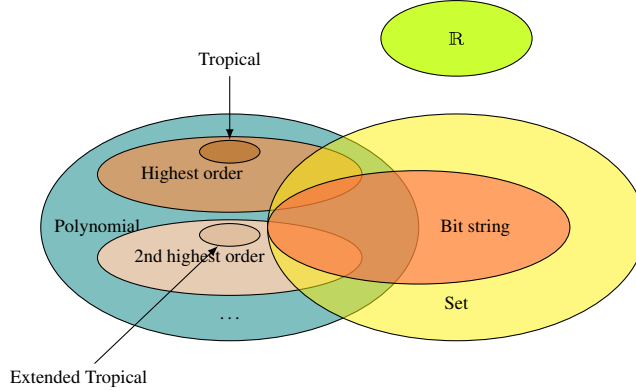 ℝ
Tropical
Highest order
Polynomial
Bit string
2nd highest order
Set
...
Extended Tropical